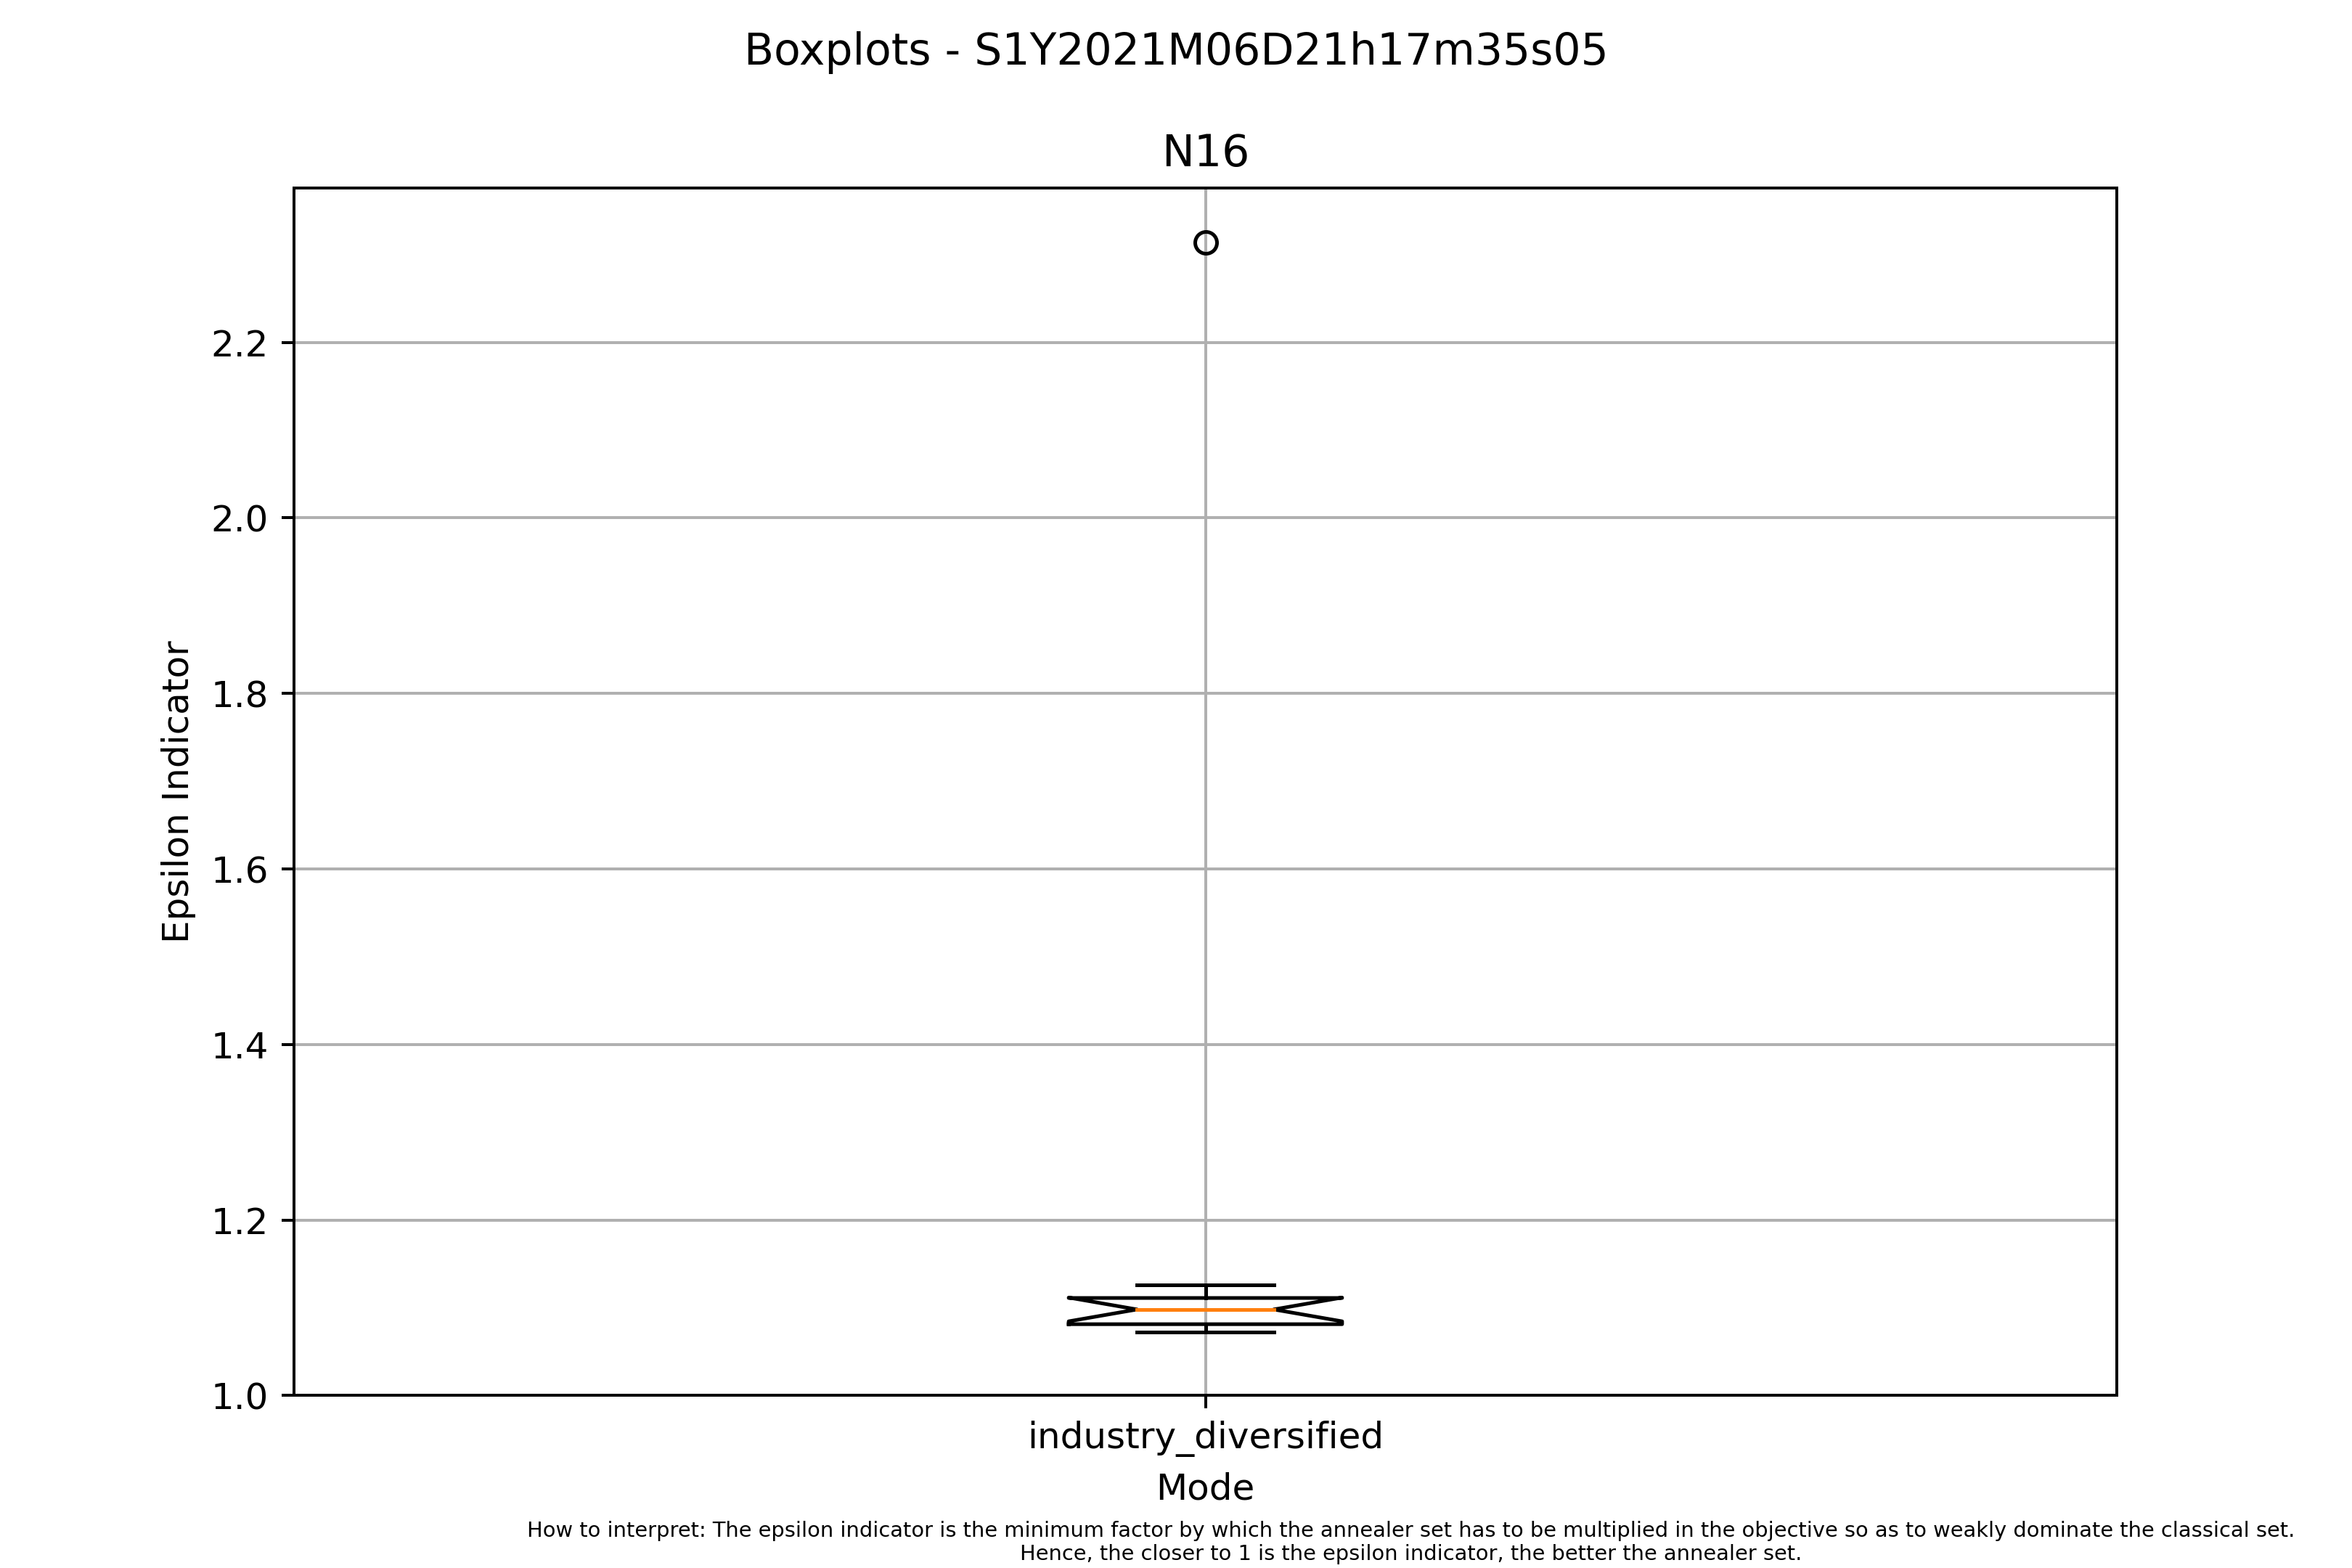 Boxplots - S1Y2021M06D21h17m35s05
N16
Epsilon Indicator
2.2
2.0
1.8
1.6
1.4
1.2
1.0
industry_diversified
Mode
How to interpret: The epsilon indicator is the minimum factor by which the annealer set has to be multiplied in the objective so as to weakly dominate the classical set.
Hence, the closer to 1 is the epsilon indicator, the better the annealer set.